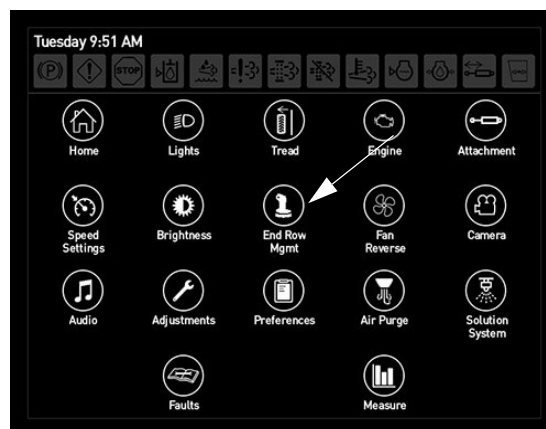 Tuesday 9:51 AM
STOP
Home Lights Tread Engine Attachment
Speed Settings Brightness End Row Mgmt Fan Reverse Camera
Audio Adjustments Preferences Air Purge Solution System
Faults Measure